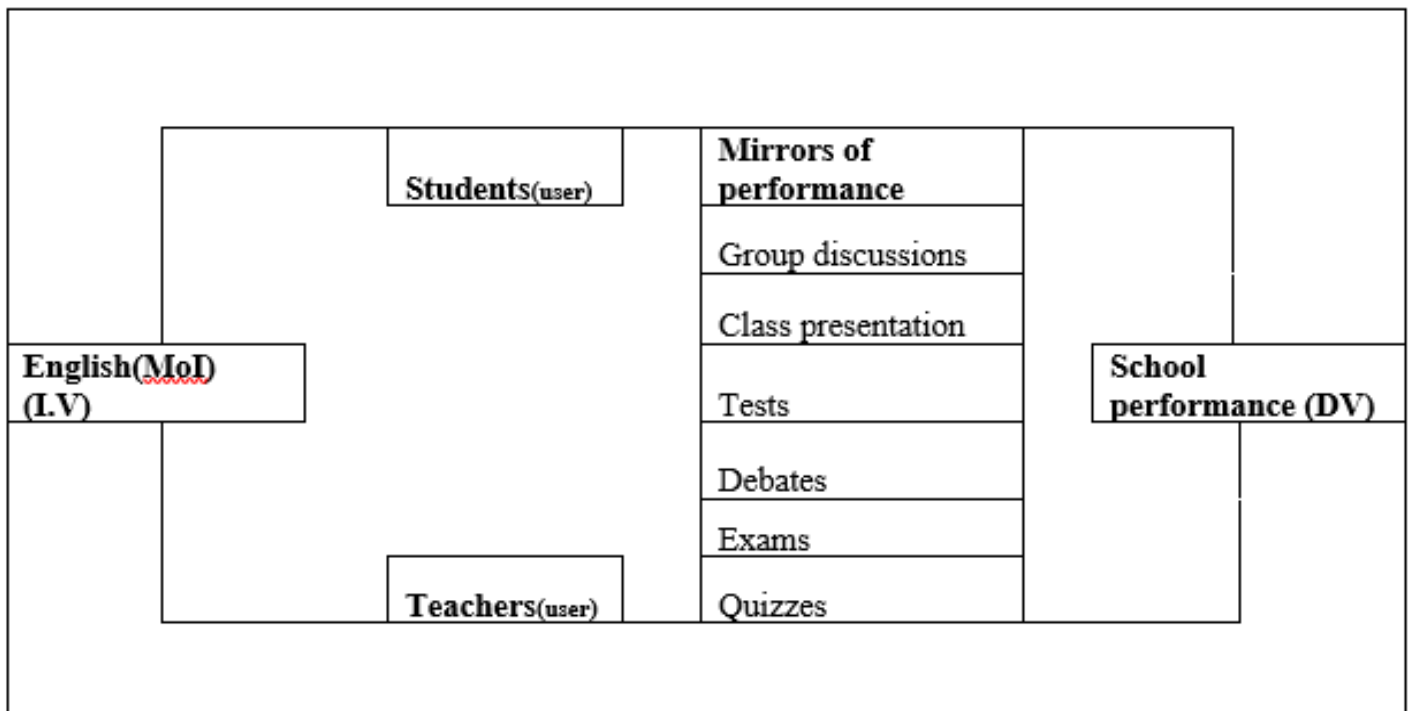 Students(user)
Mirrors of
performance
Group discussions
Class presentation
English(MoI)
(I.V)
School
performance (DV)
Tests
Debates
Exams
Teachers(user)
Quizzes